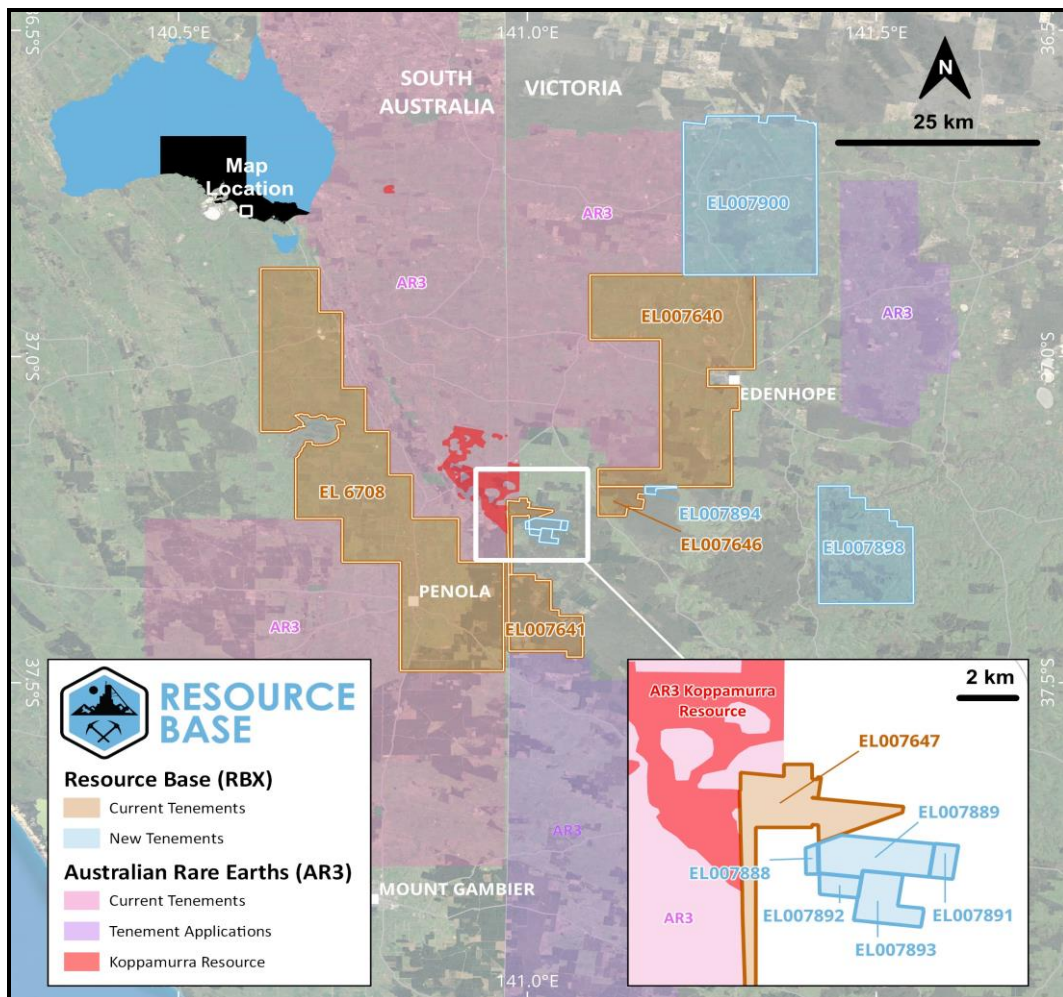 36.5°S
140.5°E
141.0°E
141.5°E
36.5°S
SOUTH
AUSTRALIA
VICTORIA
N
25 km
Map
Location
EL007900
AR3
AR3
EL007640
AR3
37.0°S
37.0°S
EDENHOPE
EL 6708
EL007894
EL007646
EL007898
PENOLA
EL007641
AR3
37.5°S
37.5°S
RESOURCE
BASE
Resource Base (RBX)
Current Tenements
New Tenements
Australian Rare Earths (AR3)
Current Tenements
Tenement Applications
Koppamurra Resource
AR3
MOUNT GAMBIER
141.0°E
AR3 Koppamurra
Resource
2 km
EL007647
EL007889
EL007888
AR3
EL007892
EL007891
EL007893